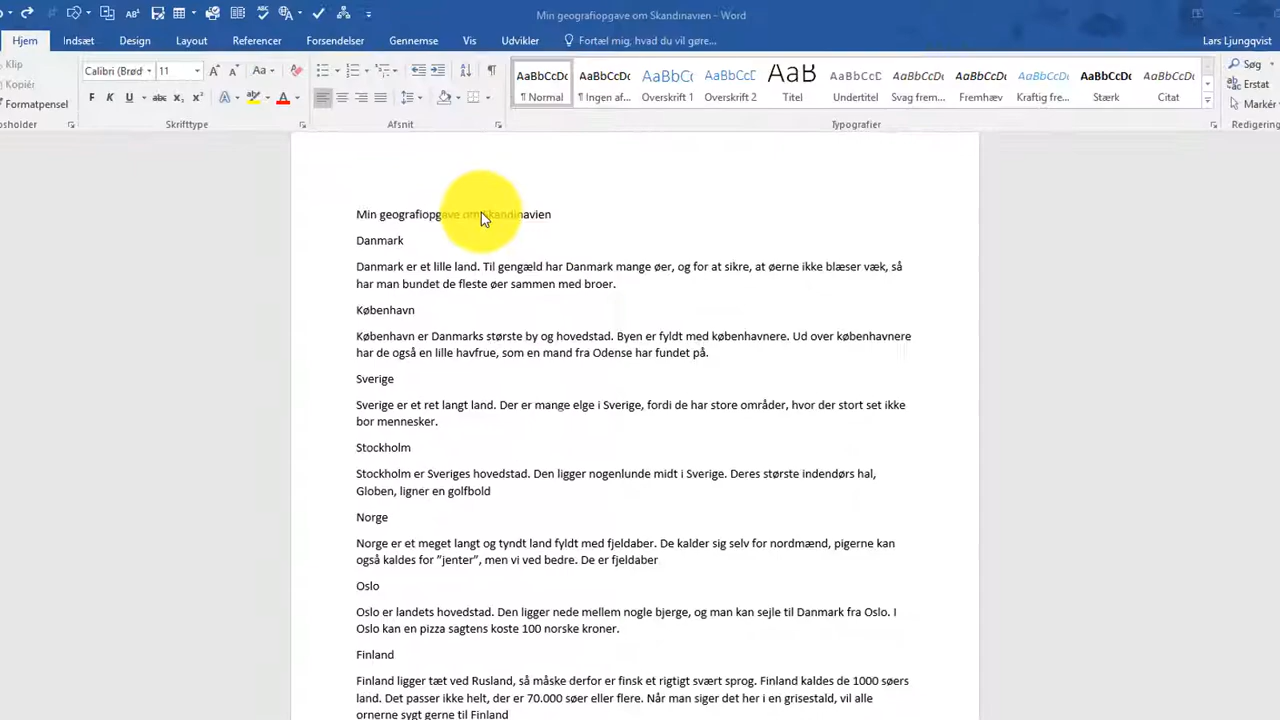 Min geografiopgave om Skandinavien - Word
Hjem Indsæt Design Layout Referencer Forsendelser Gennemse Vis Udvikler Fortæl mig, hvad du vil gøre... Lars Ljungqvist
Klip
Kopiér
Formatpensel
Calibri (Brød 11
Aa
F K U abc x₂ x²
AaBbCcDc AaBbCcDc AaBbCc AaBbCcD AaB AaBbCcD AaBbCcDc AaBbCcDc AaBbCcDc AaBbCcDc AaBbCcDc
¶ Normal ¶ Ingen af... Overskrift 1 Overskrift 2 Titel Undertitel Svag frem... Fremhæv Kraftig fre... Stærk Citat
Søg
Erstat
Markér
Skrifttype Afsnit Typografier Redigering
Min geografiopgave om Skandinavien
Danmark
Danmark er et lille land. Til gengæld har Danmark mange øer, og for at sikre, at øerne ikke blæser væk, så
har man bundet de fleste øer sammen med broer.
København
København er Danmarks største by og hovedstad. Byen er fyldt med københavnere. Ud over københavnere
har de også en lille havfrue, som en mand fra Odense har fundet på.
Sverige
Sverige er et ret langt land. Der er mange elge i Sverige, fordi de har store områder, hvor der stort set ikke
bor mennesker.
Stockholm
Stockholm er Sveriges hovedstad. Den ligger nogenlunde midt i Sverige. Deres største indendørs hal,
Globen, ligner en golfbold
Norge
Norge er et meget langt og tyndt land fyldt med fjeldaber. De kalder sig selv for nordmænd, pigerne kan
også kaldes for ”jenter”, men vi ved bedre. De er fjeldaber
Oslo
Oslo er landets hovedstad. Den ligger nede mellem nogle bjerge, og man kan sejle til Danmark fra Oslo. I
Oslo kan en pizza sagtens koste 100 norske kroner.
Finland
Finland ligger tæt ved Rusland, så måske derfor er finsk et rigtigt svært sprog. Finland kaldes de 1000 søers
land. Det passer ikke helt, der er 70.000 søer eller flere. Når man siger det her i en grisestald, vil alle
ornerne sygt gerne til Finland